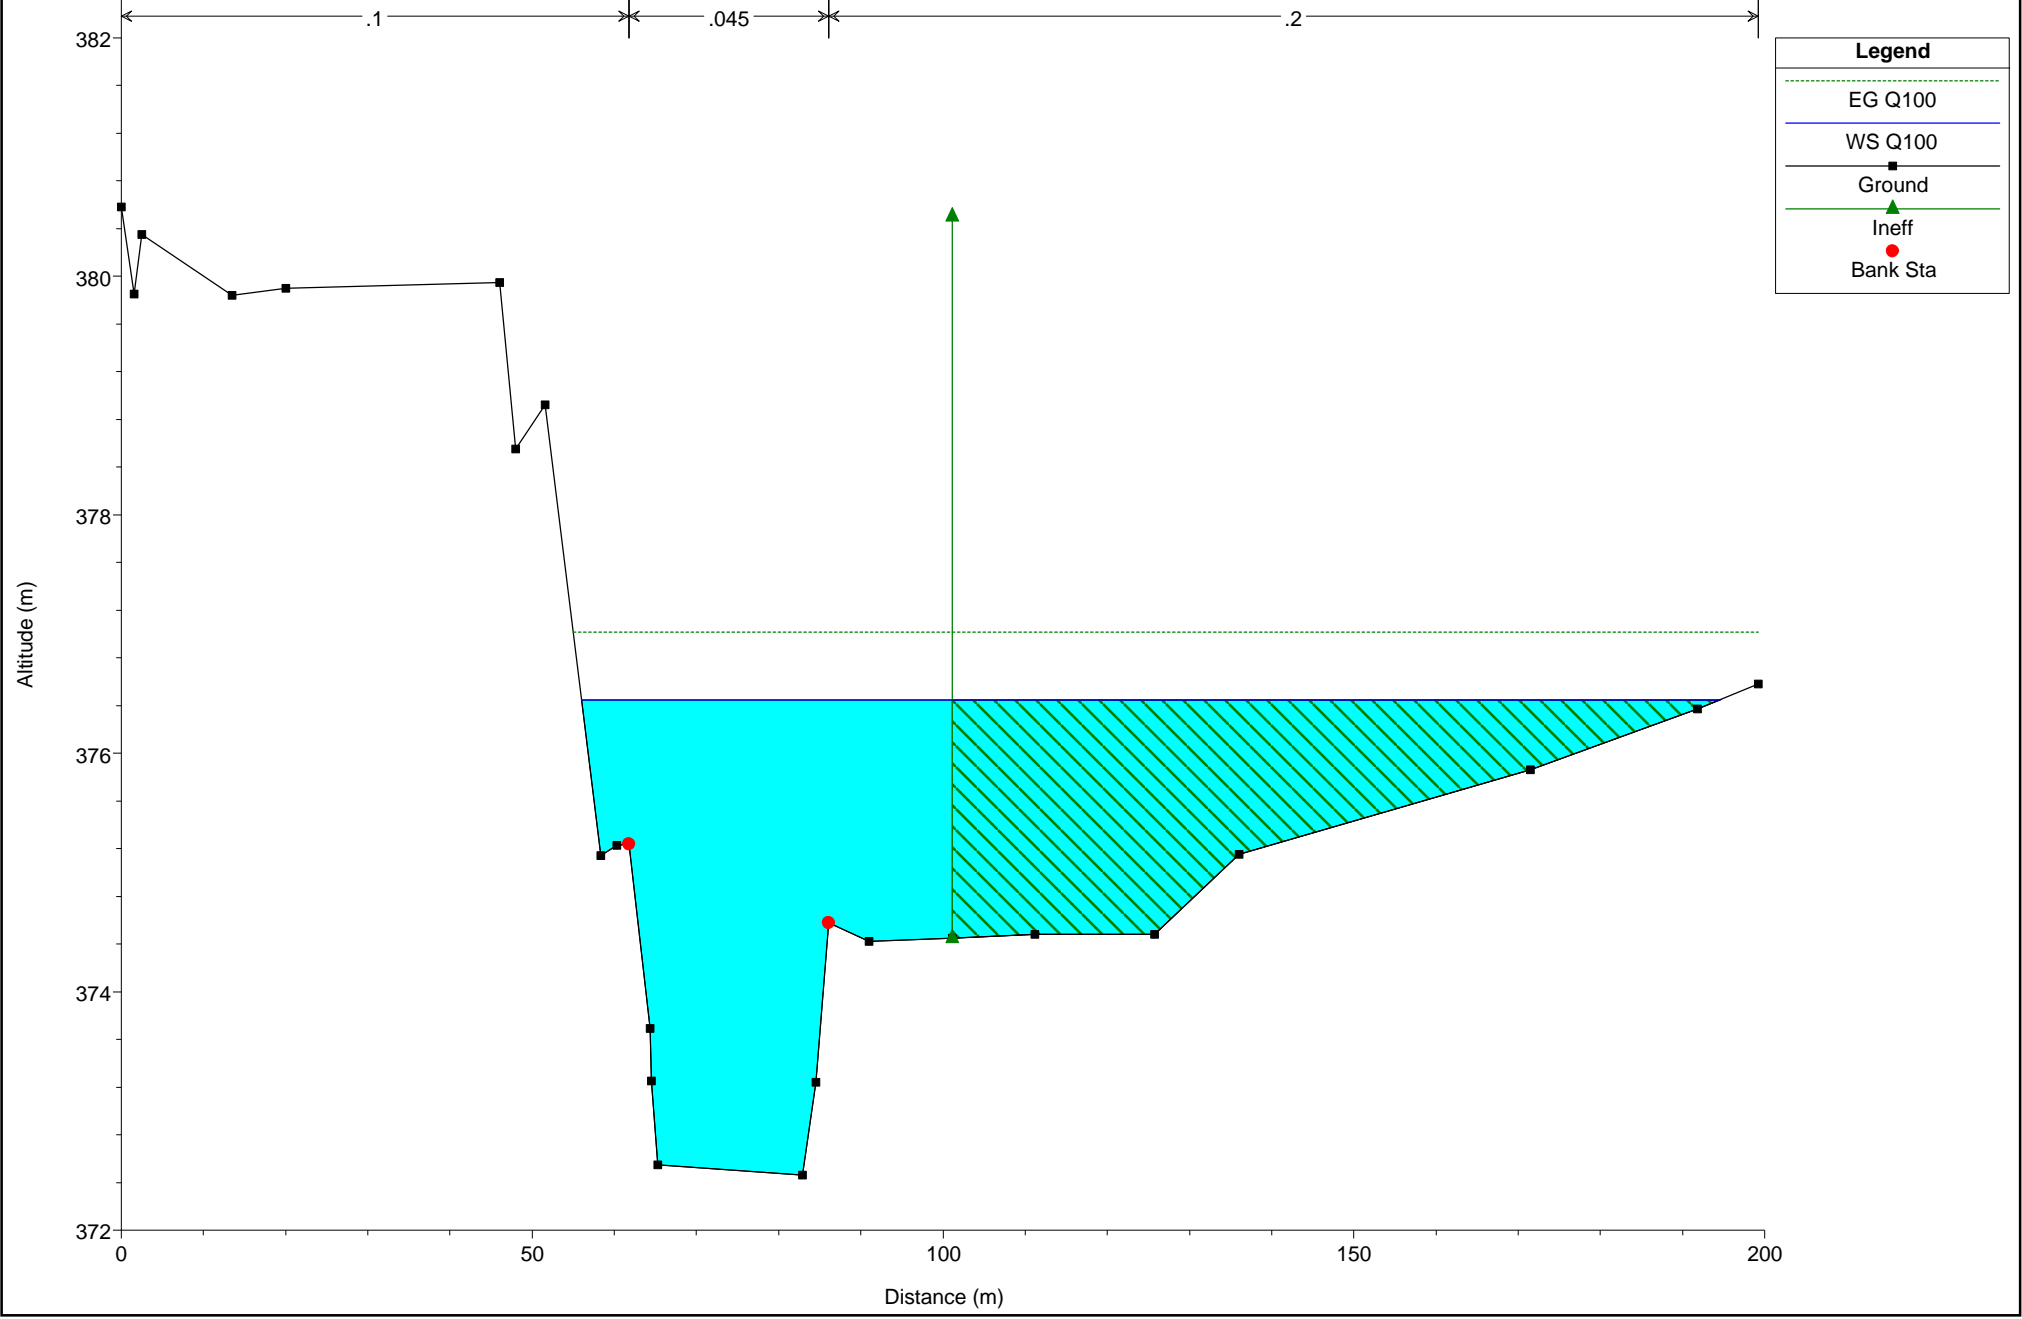 .1 .045 .2
382
380
378
376
374
372
Altitude (m)
0 50 100 150 200
Distance (m)
Legend
EG Q100
WS Q100
Ground
Ineff
Bank Sta